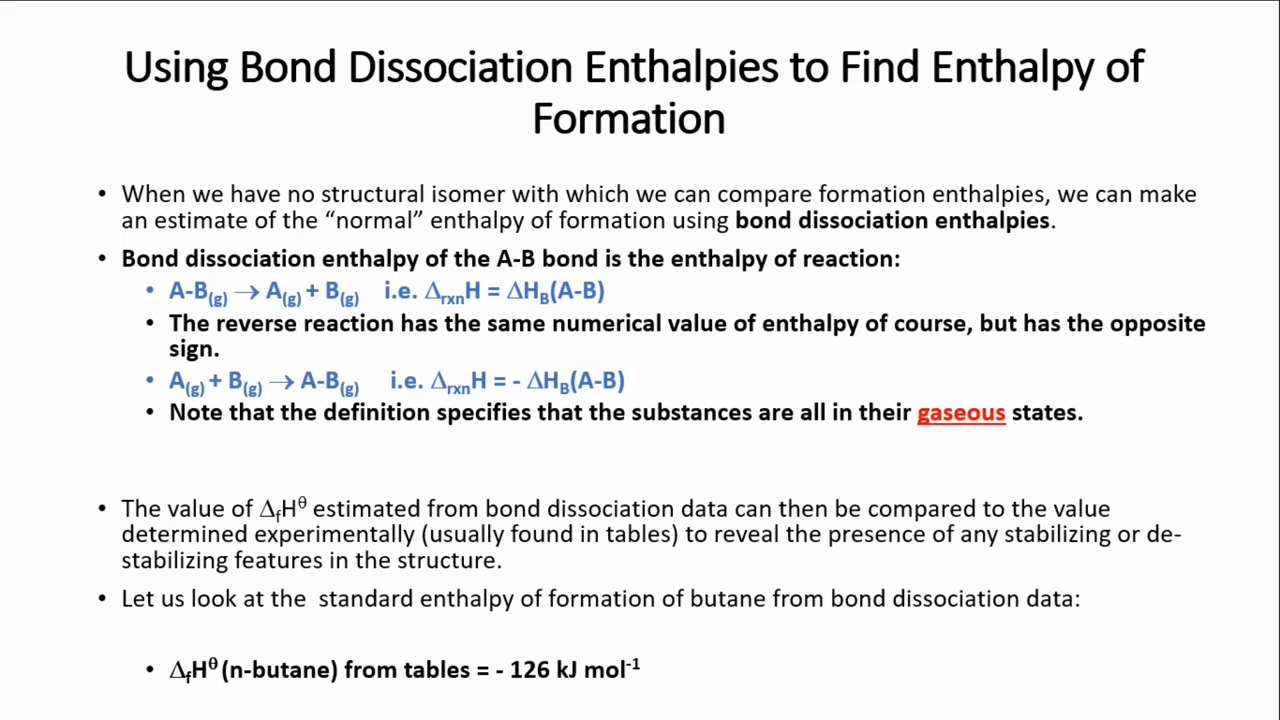 Using Bond Dissociation Enthalpies to Find Enthalpy of
Formation
• When we have no structural isomer with which we can compare formation enthalpies, we can make
an estimate of the “normal” enthalpy of formation using bond dissociation enthalpies.
• Bond dissociation enthalpy of the A-B bond is the enthalpy of reaction:
• A-B(g) → A(g) + B(g) i.e. ΔrxnH = ΔHB(A-B)
• The reverse reaction has the same numerical value of enthalpy of course, but has the opposite
sign.
• A(g) + B(g) → A-B(g) i.e. ΔrxnH = - ΔHB(A-B)
• Note that the definition specifies that the substances are all in their gaseous states.
• The value of ΔfHθ estimated from bond dissociation data can then be compared to the value
determined experimentally (usually found in tables) to reveal the presence of any stabilizing or de-
stabilizing features in the structure.
• Let us look at the standard enthalpy of formation of butane from bond dissociation data:
• ΔfHθ (n-butane) from tables = - 126 kJ mol-1